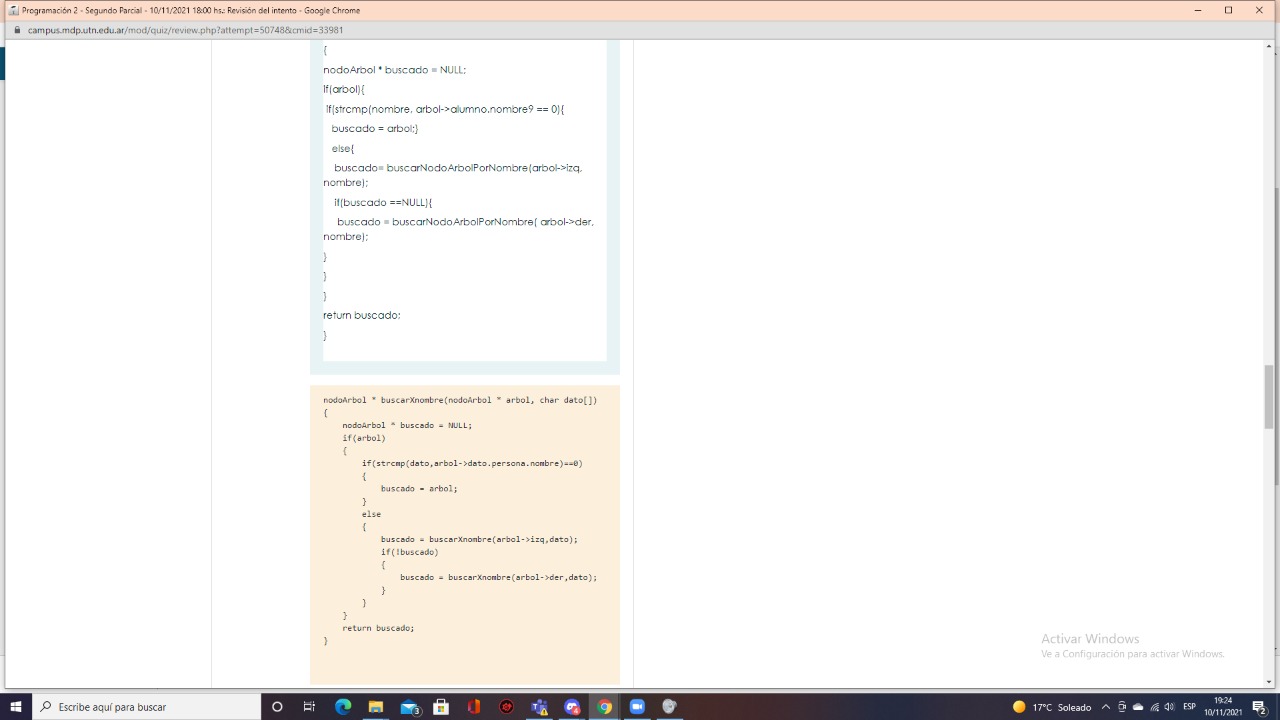 Programación 2 - Segundo Parcial - 10/11/2021 18:00 hs.: Revisión del intento - Google Chrome
campus.mdp.utn.edu.ar/mod/quiz/review.php?attempt=50748&cmid=33981
{
nodoArbol * buscado = NULL;
if(arbol){
if(strcmp(nombre, arbol->alumno.nombre9 == 0){
buscado = arbol;}
else{
buscado= buscarNodoArbolPorNombre(arbol->izq,
nombre);
if(buscado ==NULL){
buscado = buscarNodoArbolPorNombre( arbol->der,
nombre);
}
}
}
return buscado;
}
nodoArbol * buscarXnombre(nodoArbol * arbol, char dato[])
{
nodoArbol * buscado = NULL;
if(arbol)
{
if(strcmp(dato,arbol->dato.persona.nombre)==0)
{
buscado = arbol;
}
else
{
buscado = buscarXnombre(arbol->izq,dato);
if(!buscado)
{
buscado = buscarXnombre(arbol->der,dato);
}
}
}
return buscado;
}
Activar Windows
Ve a Configuración para activar Windows.
Escribe aquí para buscar
3
17°C Soleado
ESP
19:24
10/11/2021
2